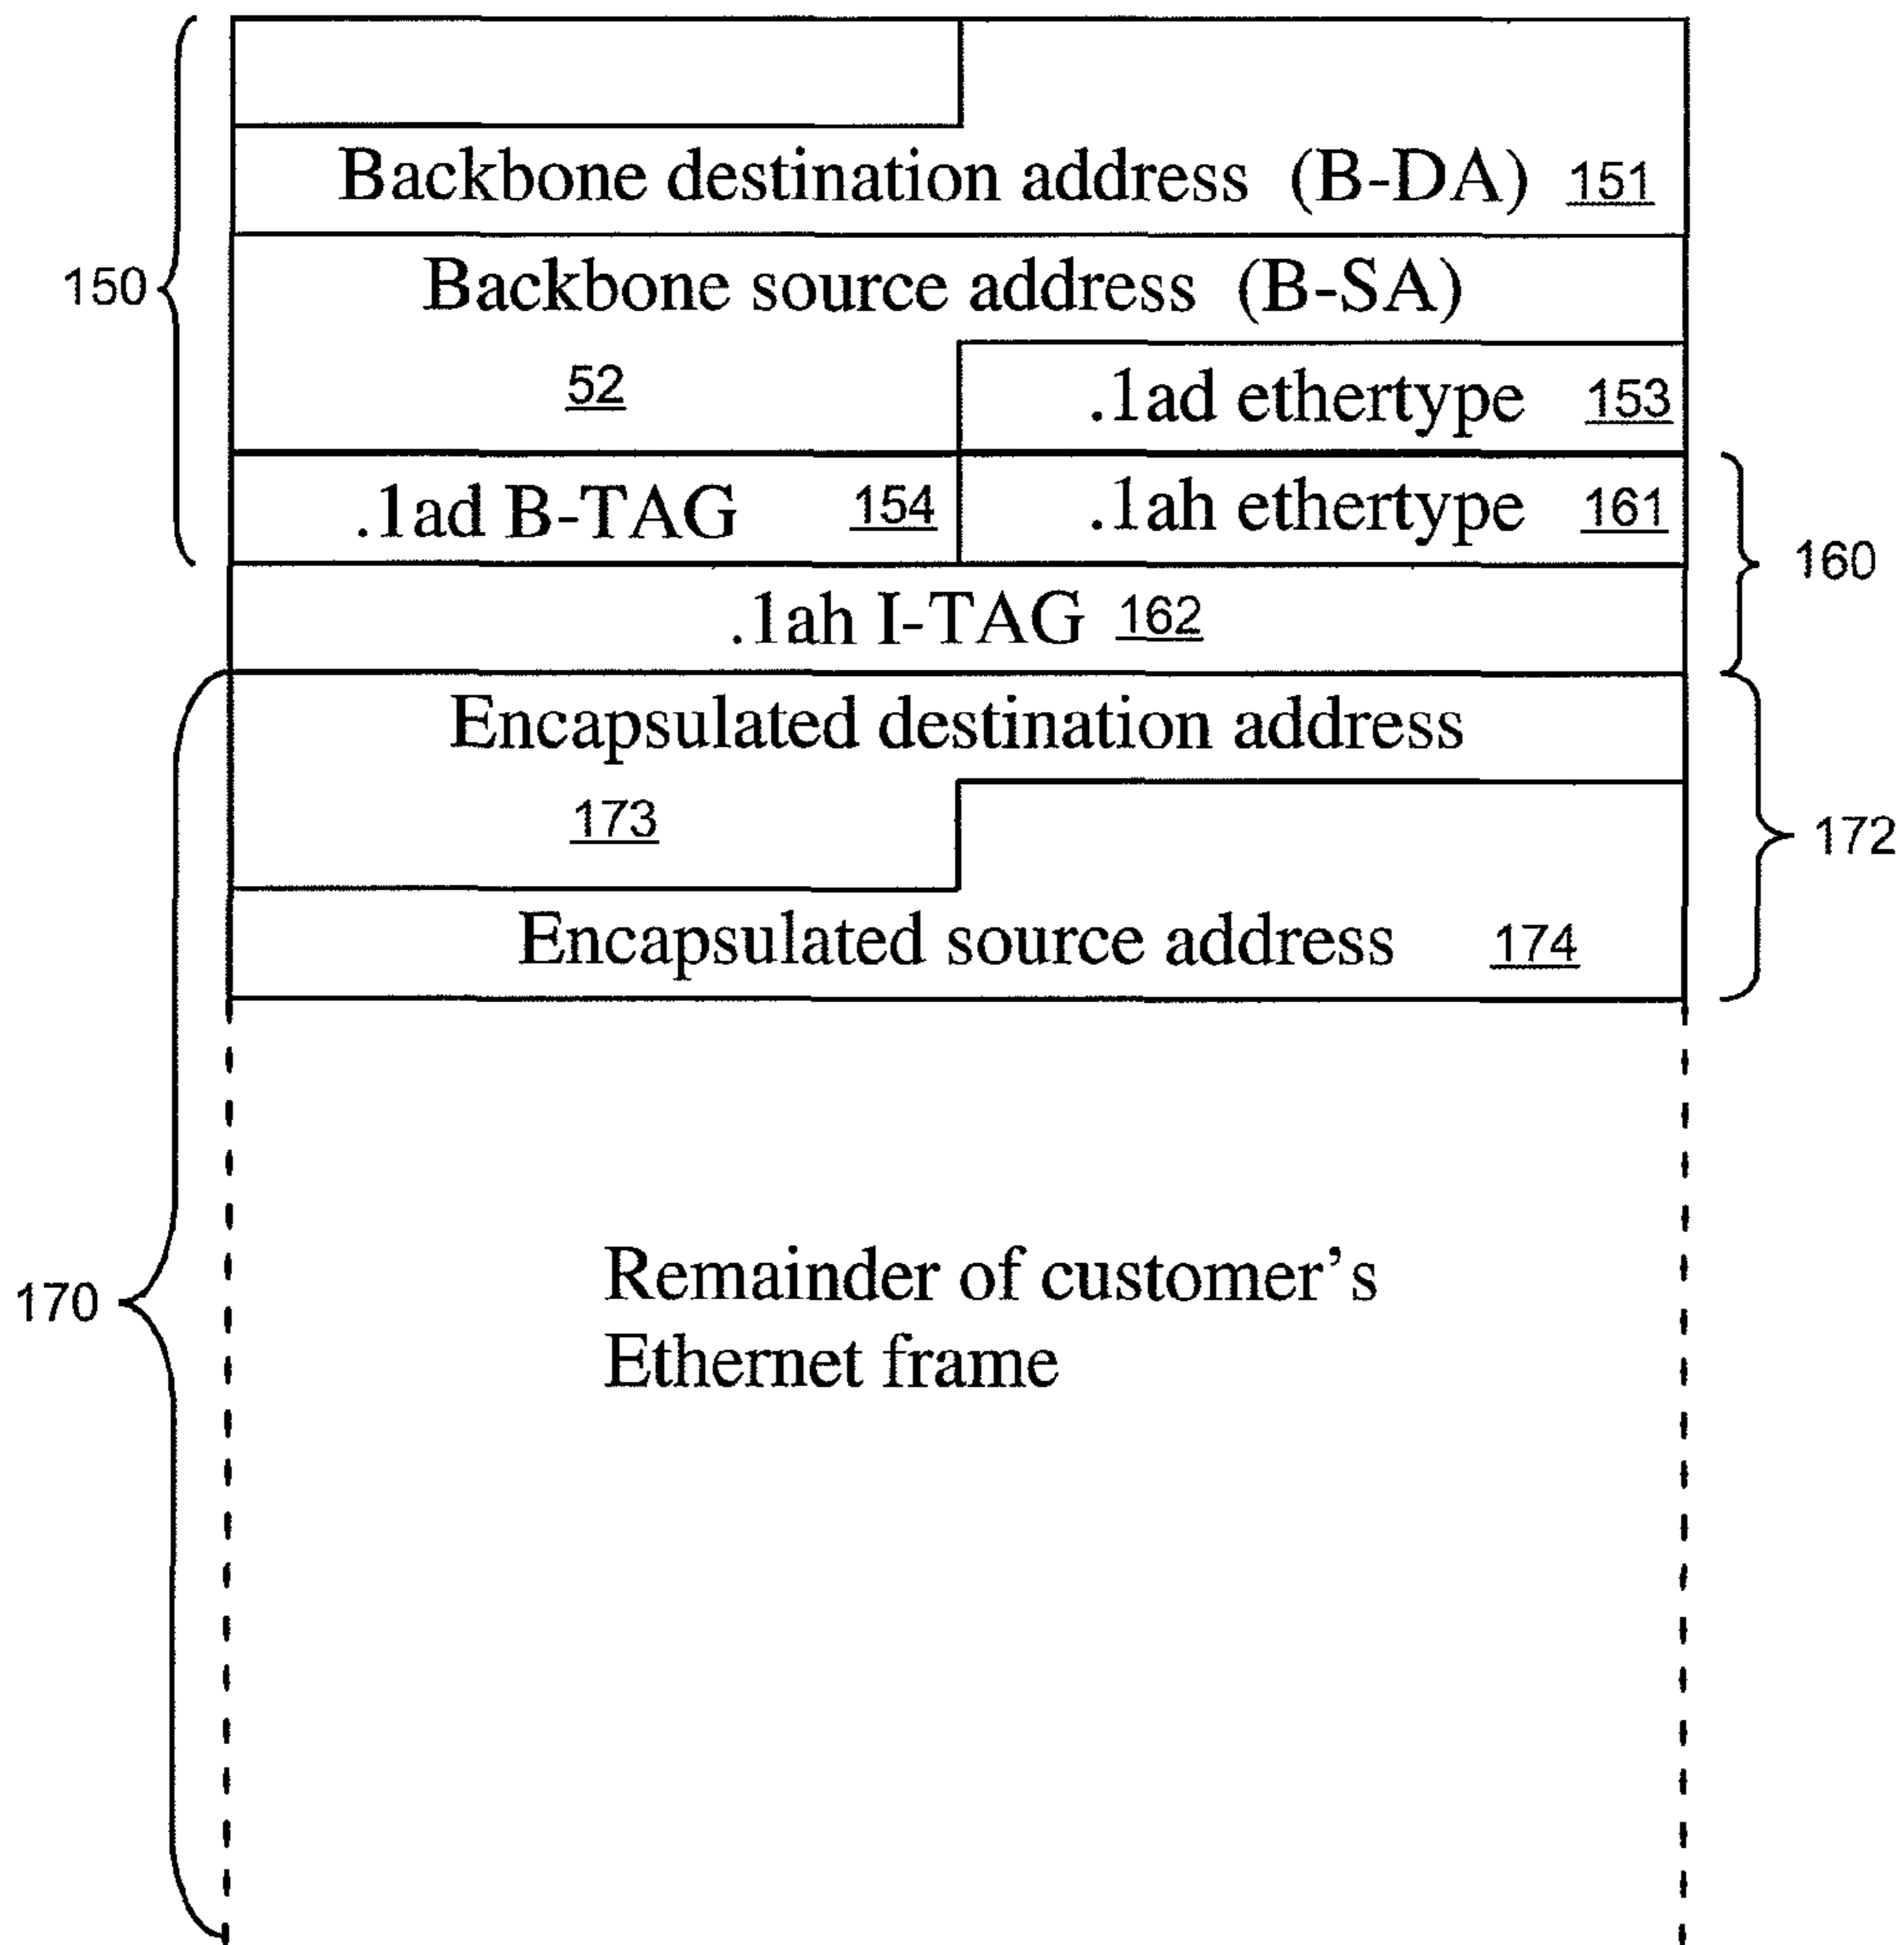 Backbone destination address (B-DA) 151
150
Backbone source address (B-SA)
52
.1ad ethertype 153
.1ad B-TAG 154
.1ah ethertype 161
160
.1ah I-TAG 162
Encapsulated destination address
173
172
Encapsulated source address 174
170
Remainder of customer's
Ethernet frame